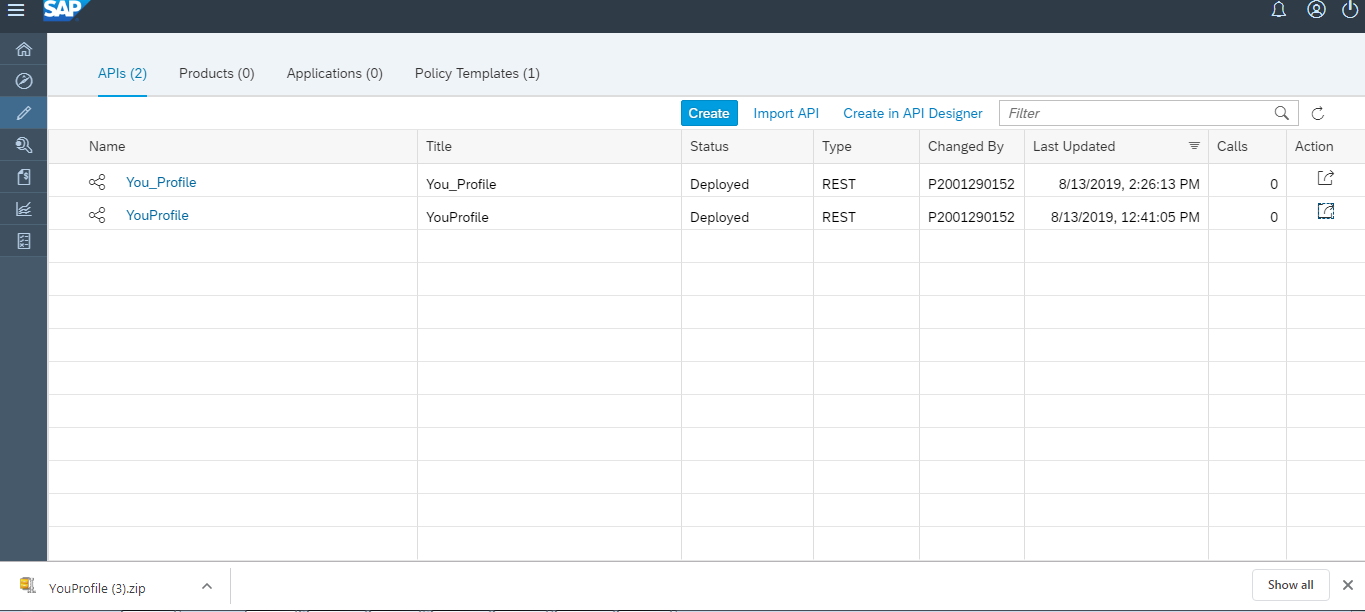 SAP
APIs (2) Products (0) Applications (0) Policy Templates (1)
Create Import API Create in API Designer Filter
Name Title Status Type Changed By Last Updated Calls Action
You_Profile You_Profile Deployed REST P2001290152 8/13/2019, 2:26:13 PM 0
YouProfile YouProfile Deployed REST P2001290152 8/13/2019, 12:41:05 PM 0
YouProfile (3).zip Show all